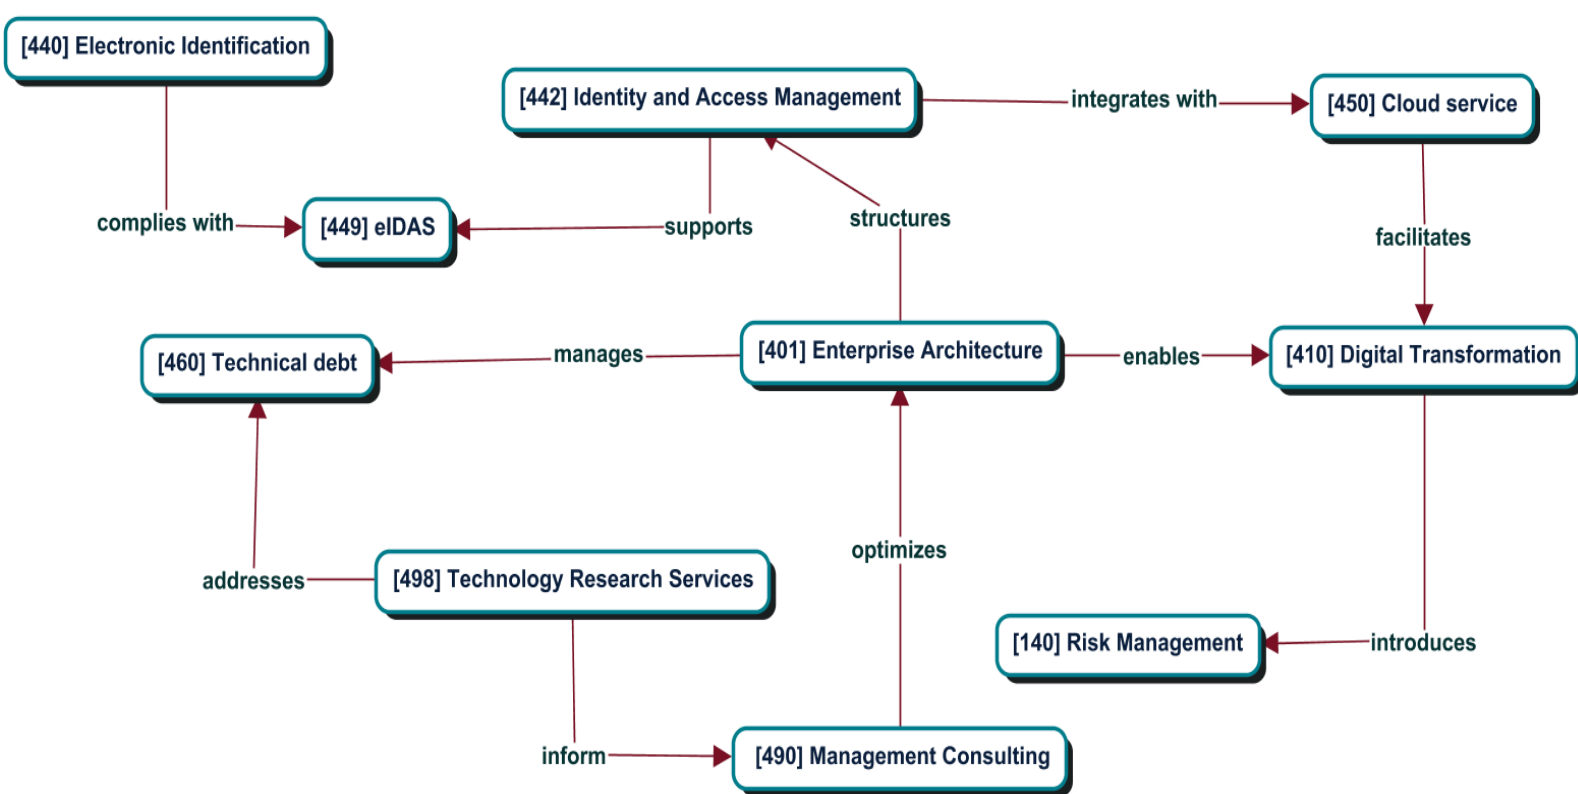 [440] Electronic Identification
[442] Identity and Access Management
integrates with
[450] Cloud service
complies with
[449] eIDAS
supports
structures
facilitates
[460] Technical debt
manages
[401] Enterprise Architecture
enables
[410] Digital Transformation
optimizes
addresses
[498] Technology Research Services
[140] Risk Management
introduces
inform
[490] Management Consulting